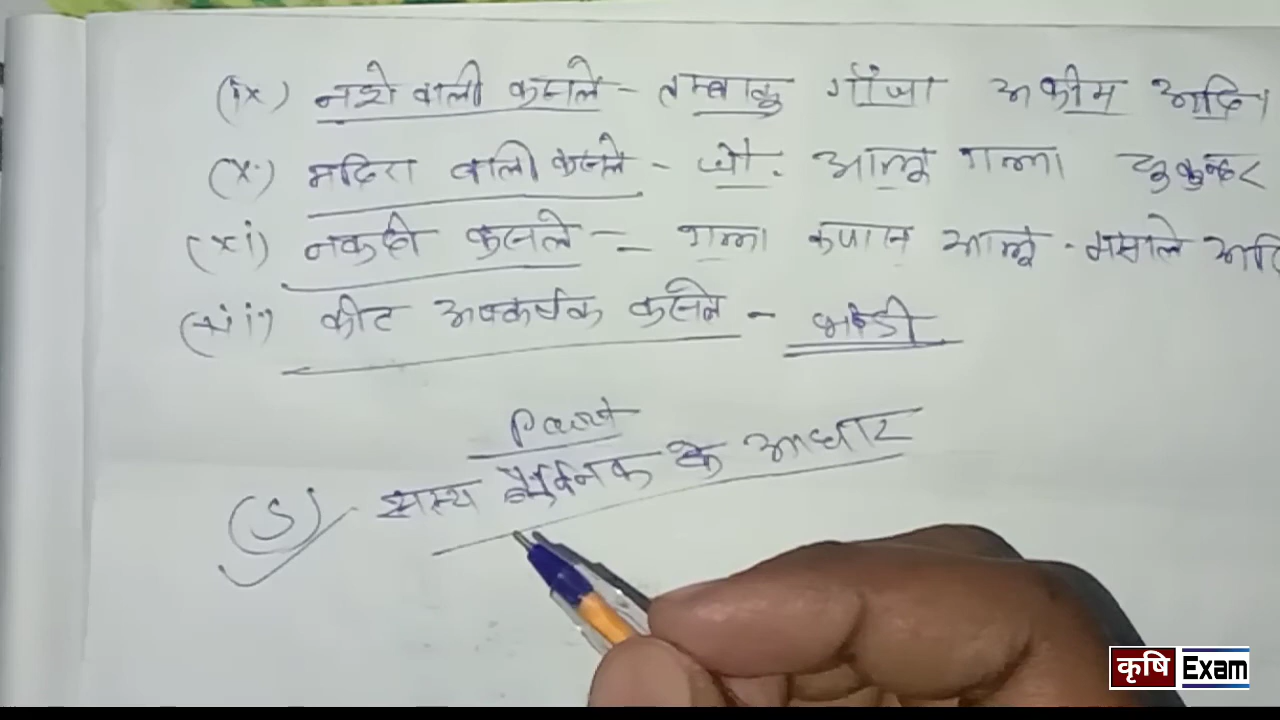 (ix) नशे वाली फसले - तम्बाकू गाँजा अफीम आदि।
(x) मदिरा वाली फसले - जौ. आलू गन्ना चुकुन्दर
(xi) नकदी फसले - गन्ना कपास आलू - मसाले आदि
(xii) कीट अपकर्षक फसले - भिण्डी
Part
(5) सस्य के आधार
कृषि Exam